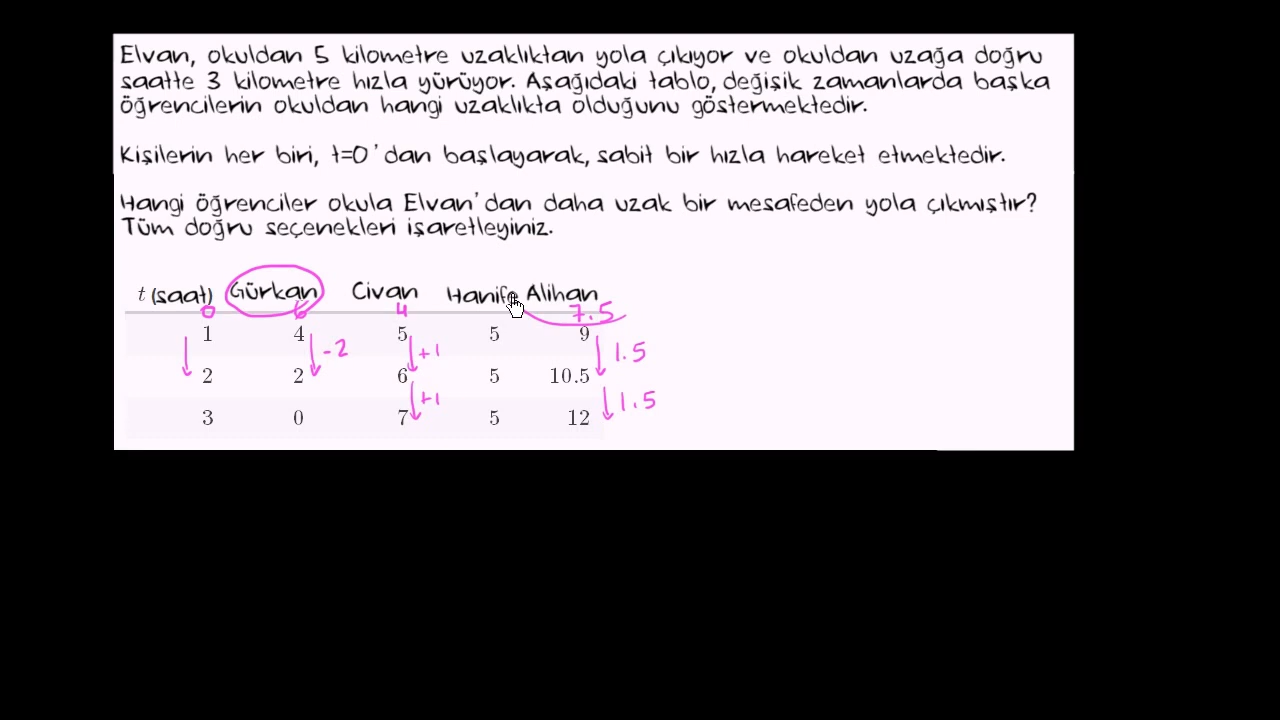 Elvan, okuldan 5 kilometre uzaklıktan yola çıkıyor ve okuldan uzağa doğru
saatte 3 kilometre hızla yürüyor. Aşağıdaki tablo, değişik zamanlarda başka
öğrencilerin okuldan hangi uzaklıkta olduğunu göstermektedir.
Kişilerin her biri, t=0'dan başlayarak, sabit bir hızla hareket etmektedir.
Hangi öğrenciler okula Elvan'dan daha uzak bir mesafeden yola çıkmıştır?
Tüm doğru seçenekleri işaretleyiniz.
t (saat) Gürkan Civan Hanife Alihan
0 6 4 7.5
1 4 5 5 9
-2 +1 1.5
2 2 6 5 10.5
+1 1.5
3 0 7 5 12